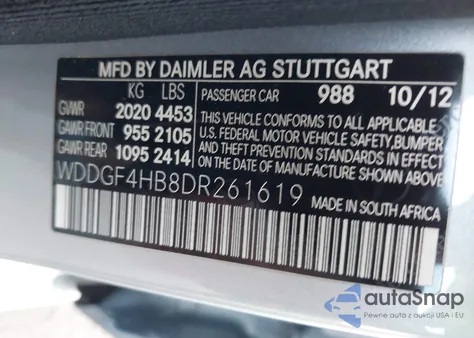 MFD BY DAIMLER AG STUTTGART
KG LBS
GVWR 2020 4453
GAWR FRONT 955 2105
GAWR REAR 1095 2414
PASSENGER CAR 988 10/12
THIS VEHICLE CONFORMS TO ALL APPLICABLE
U.S. FEDERAL MOTOR VEHICLE SAFETY, BUMPER
AND THEFT PREVENTION STANDARDS IN EFFECT
ON THE DATE OF MANUFACTURE SHOWN ABOVE
WDDGF4HB8DR261619 MADE IN SOUTH AFRICA
autoSnap
Pewne auta z aukcji USA i EU